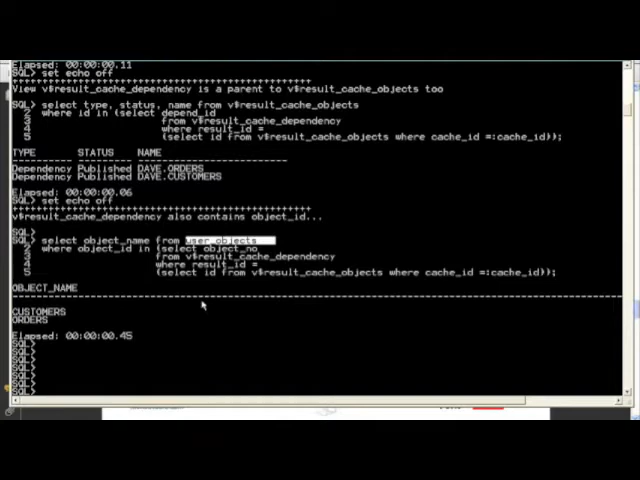 Elapsed: 00:00:00.11
SQL> set echo off
++++++++++++++++++++++++++++++++++++++++++++++++++++
View v$result_cache_dependency is a parent to v$result_cache_objects too
SQL> select type, status, name from v$result_cache_objects
2 where id in (select depend_id
3 from v$result_cache_dependency
4 where result_id =
5 (select id from v$result_cache_objects where cache_id =:cache_id));
TYPE STATUS NAME
Dependency Published DAVE.ORDERS
Dependency Published DAVE.CUSTOMERS
Elapsed: 00:00:00.06
SQL> set echo off
++++++++++++++++++++++++++++++++++++++++++++++++++++
v$result_cache_dependency also contains object_id...
SQL>
SQL> select object_name from user_objects
2 where object_id in (select object_no
3 from v$result_cache_dependency
4 where result_id =
5 (select id from v$result_cache_objects where cache_id =:cache_id));
OBJECT_NAME
CUSTOMERS
ORDERS
Elapsed: 00:00:00.45
SQL>
SQL>
SQL>
SQL>
SQL>
SQL>
SQL>